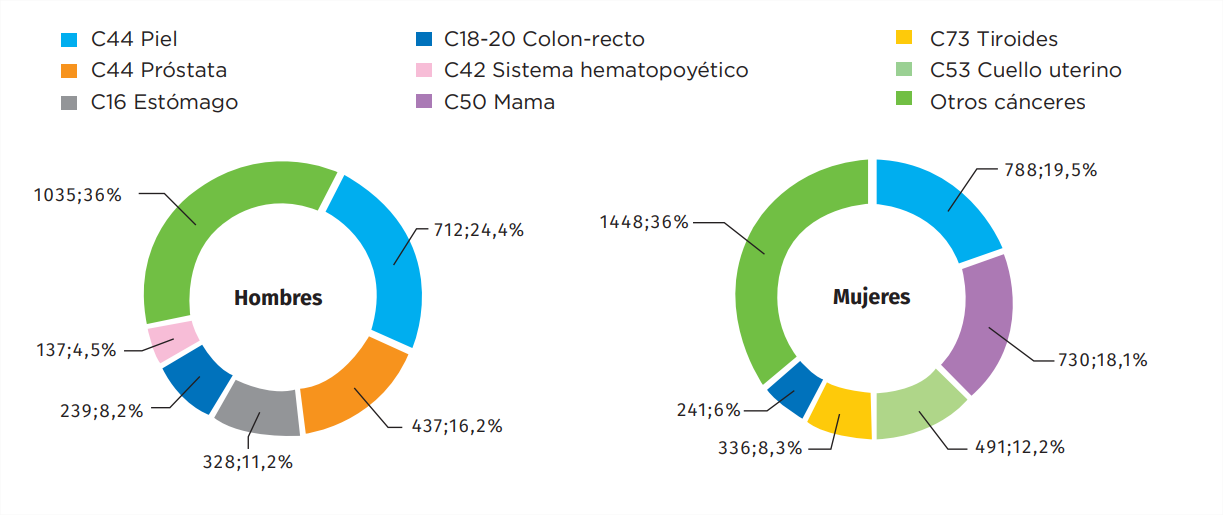 C44 Piel
C44 Próstata
C16 Estómago
C18-20 Colon-recto
C42 Sistema hematopoyético
C50 Mama
C73 Tiroides
C53 Cuello uterino
Otros cánceres
1035;36%
712;24,4%
Hombres
137;4,5%
239;8,2%
437;16,2%
328;11,2%
788;19,5%
1448;36%
Mujeres
730;18,1%
241;6%
336;8,3%
491;12,2%